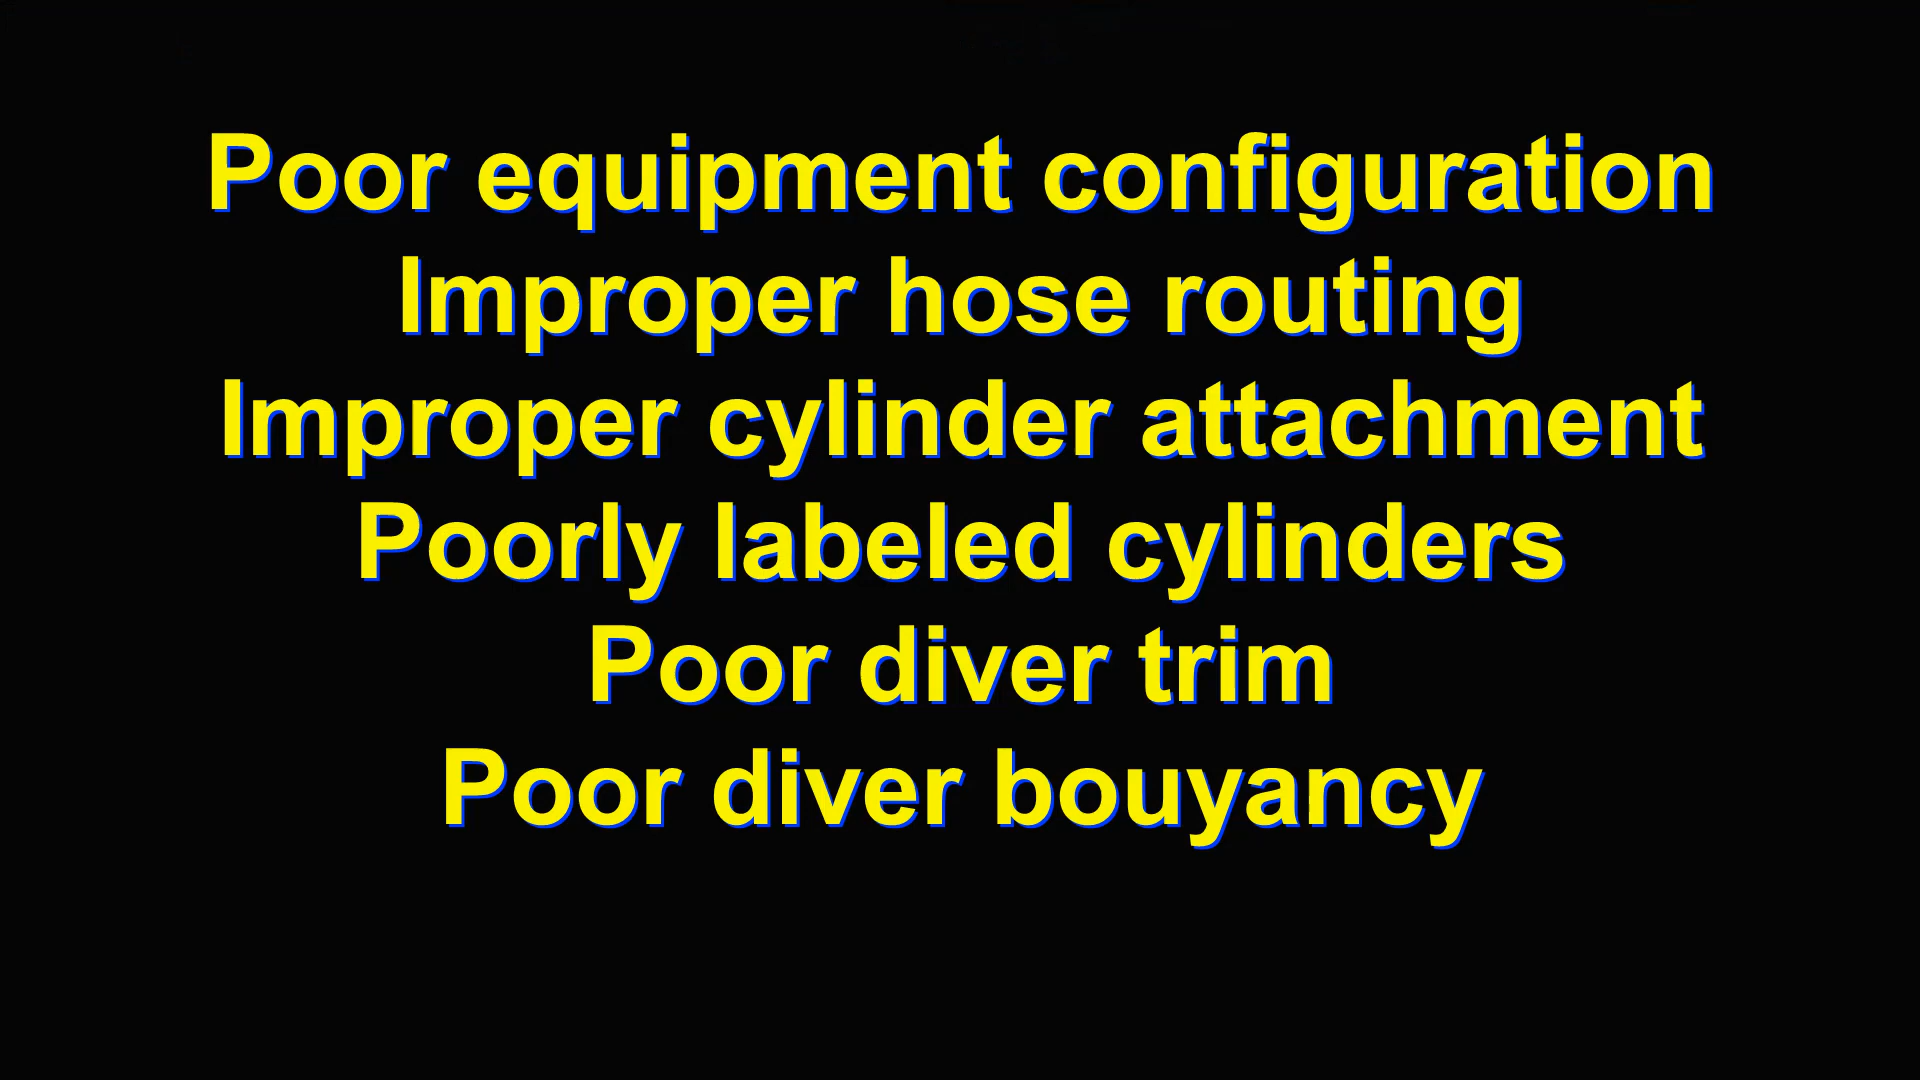 Poor equipment configuration
Improper hose routing
Improper cylinder attachment
Poorly labeled cylinders
Poor diver trim
Poor diver bouyancy